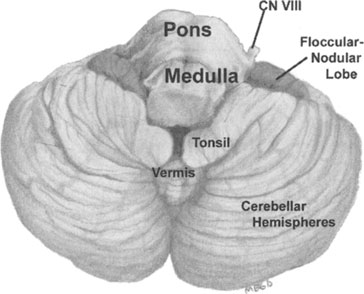 CN VIII
Pons
Floccular-
Nodular
Lobe
Medulla
Tonsil
Vermis
Cerebellar
Hemispheres